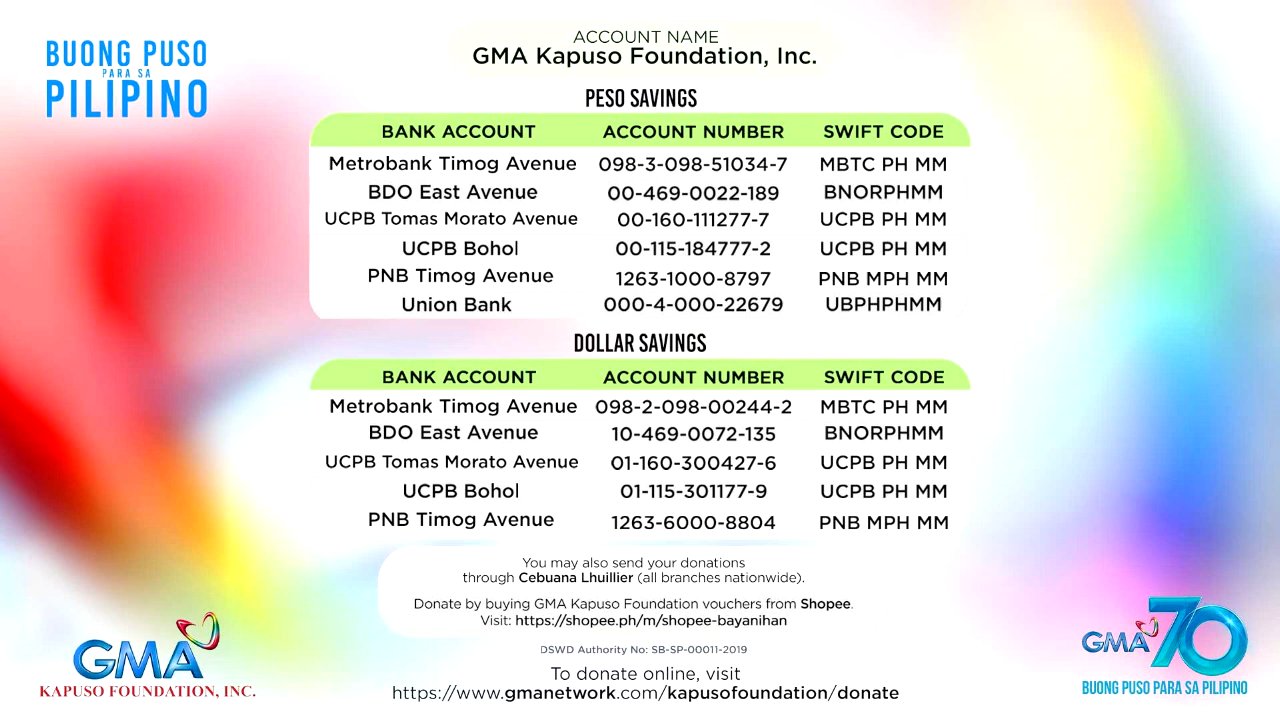 BUONG PUSO
PARA SA
PILIPINO
ACCOUNT NAME
GMA Kapuso Foundation, Inc.
PESO SAVINGS
BANK ACCOUNT ACCOUNT NUMBER SWIFT CODE
Metrobank Timog Avenue 098-3-098-51034-7 MBTC PH MM
BDO East Avenue 00-469-0022-189 BNORPHMM
UCPB Tomas Morato Avenue 00-160-111277-7 UCPB PH MM
UCPB Bohol 00-115-184777-2 UCPB PH MM
PNB Timog Avenue 1263-1000-8797 PNB MPH MM
Union Bank 000-4-000-22679 UBPHPHMM
DOLLAR SAVINGS
BANK ACCOUNT ACCOUNT NUMBER SWIFT CODE
Metrobank Timog Avenue 098-2-098-00244-2 MBTC PH MM
BDO East Avenue 10-469-0072-135 BNORPHMM
UCPB Tomas Morato Avenue 01-160-300427-6 UCPB PH MM
UCPB Bohol 01-115-301177-9 UCPB PH MM
PNB Timog Avenue 1263-6000-8804 PNB MPH MM
You may also send your donations
through Cebuana Lhuillier (all branches nationwide).
Donate by buying GMA Kapuso Foundation vouchers from Shopee.
Visit: https://shopee.ph/m/shopee-bayanihan
DSWD Authority No: SB-SP-00011-2019
To donate online, visit
https://www.gmanetwork.com/kapusofoundation/donate
GMA
KAPUSO FOUNDATION, INC.
GMA 70
BUONG PUSO PARA SA PILIPINO